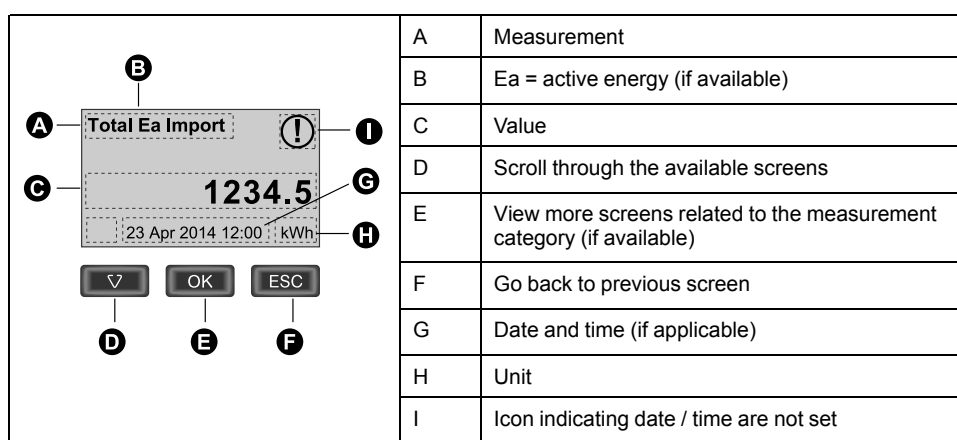 B
A
Total Ea Import
I
C
1234.5
G
23 Apr 2014 12:00
kWh
H
OK
ESC
D
E
F
A Measurement
B Ea = active energy (if available)
C Value
D Scroll through the available screens
E View more screens related to the measurement
category (if available)
F Go back to previous screen
G Date and time (if applicable)
H Unit
I Icon indicating date / time are not set